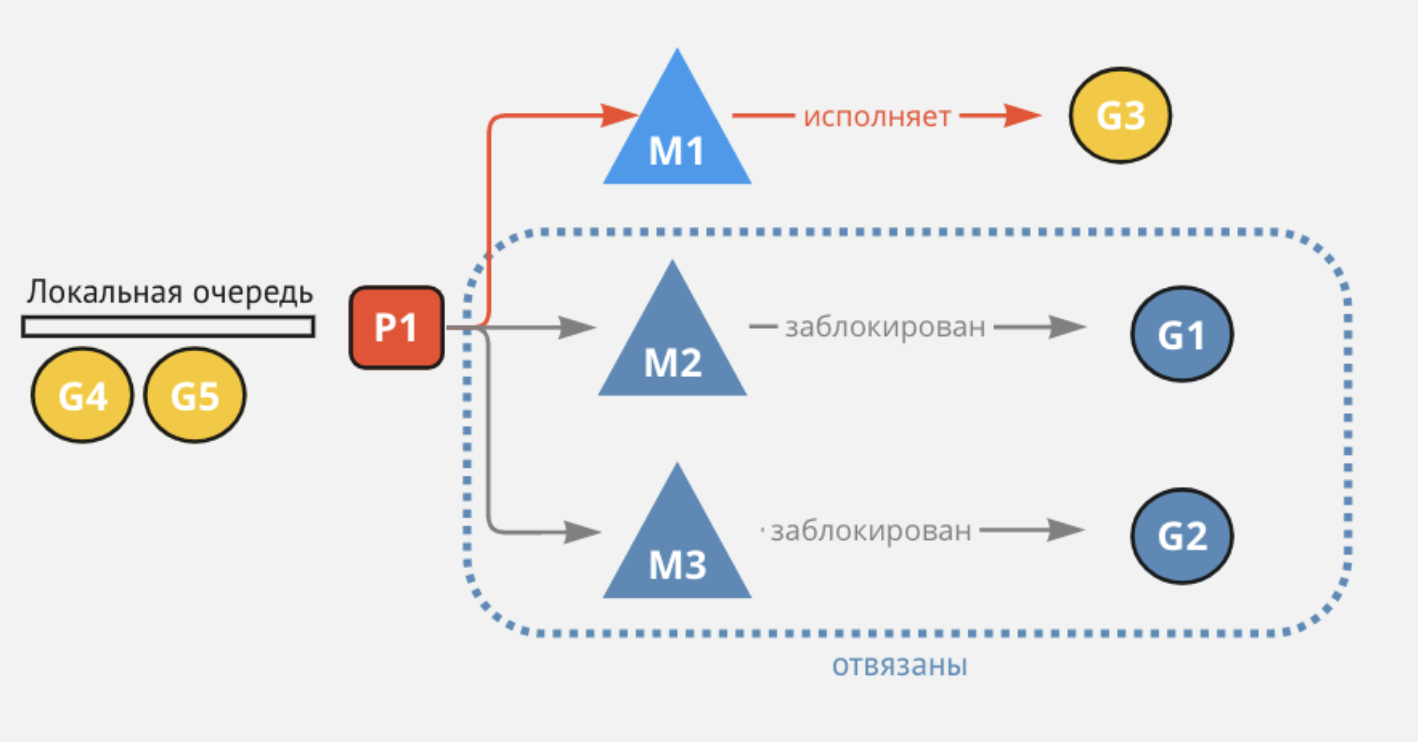 M1
исполняет
G3
Локальная очередь
P1
G4
G5
M2
заблокирован
G1
M3
заблокирован
G2
отвязаны